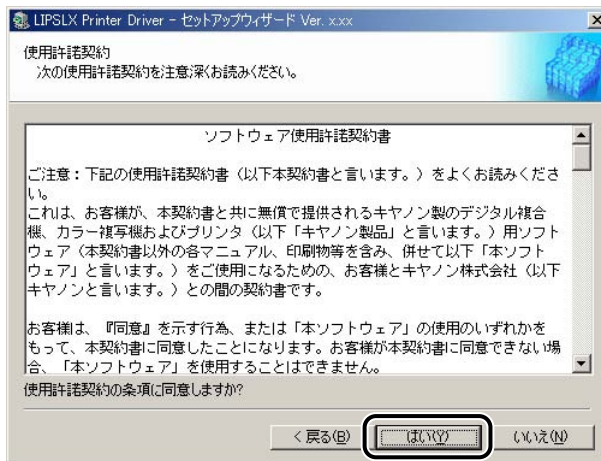 LIPSLX Printer Driver - セットアップウィザード Ver. x.xx
使用許諾契約
次の使用許諾契約を注意深くお読みください。
ソフトウェア使用許諾契約書
ご注意：下記の使用許諾契約書（以下本契約書と言います。）をよくお読みくださ
い。
これは、お客様が、本契約書と共に無償で提供されるキヤノン製のデジタル複合
機、カラー複写機およびプリンタ（以下「キヤノン製品」と言います。）用ソフト
ウェア（本契約書以外の各マニュアル、印刷物等を含み、併せて以下「本ソフト
ウェア」と言います。）をご使用になるための、お客様とキヤノン株式会社（以下
キヤノンと言います。）との間の契約書です。
お客様は、『同意』を示す行為、または「本ソフトウェア」の使用のいずれかを
もって、本契約書に同意したことになります。お客様が本契約書に同意できない場
合、「本ソフトウェア」を使用することはできません。
使用許諾契約の条項に同意しますか?
< 戻る(B) はい(Y) いいえ(N)